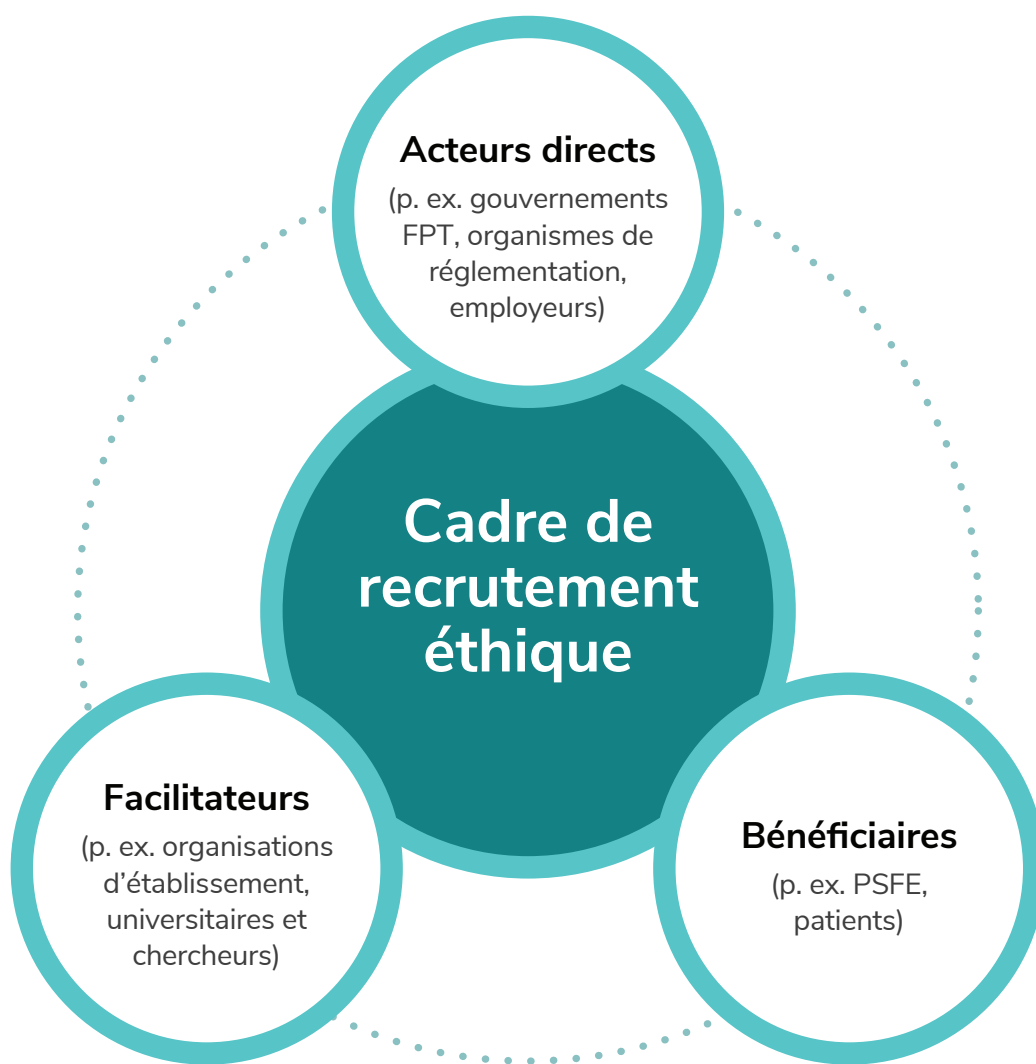 Acteurs directs
(p. ex. gouvernements
FPT, organismes de
réglementation,
employeurs)
Cadre de
recrutement
éthique
Facilitateurs
(p. ex. organisations
d’établissement,
universitaires et
chercheurs)
Bénéficiaires
(p. ex. PSFE,
patients)